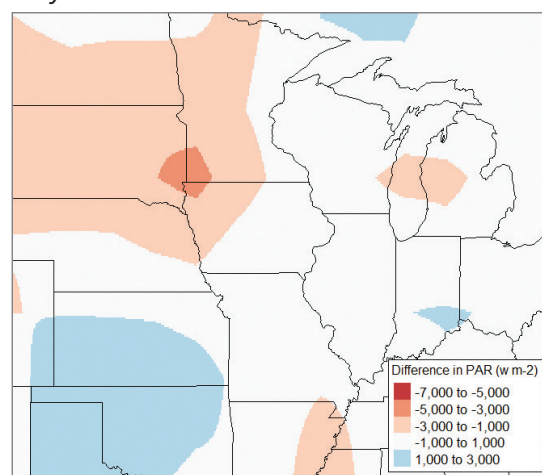 Difference in PAR (w m-2)
-7,000 to -5,000
-5,000 to -3,000
-3,000 to -1,000
-1,000 to 1,000
1,000 to 3,000